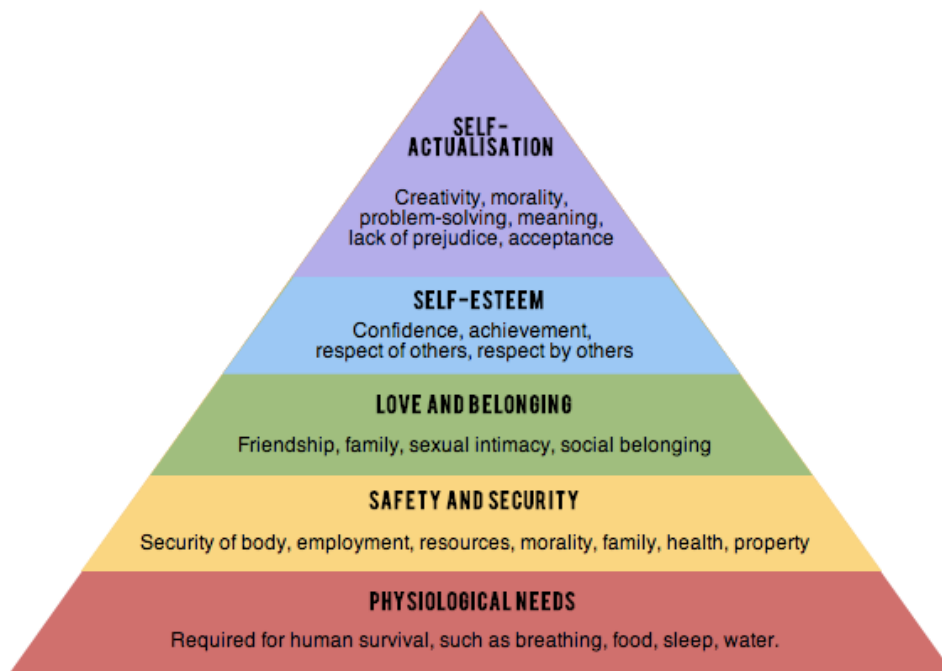 SELF-
ACTUALISATION
Creativity, morality,
problem-solving, meaning,
lack of prejudice, acceptance
SELF-ESTEEM
Confidence, achievement,
respect of others, respect by others
LOVE AND BELONGING
Friendship, family, sexual intimacy, social belonging
SAFETY AND SECURITY
Security of body, employment, resources, morality, family, health, property
PHYSIOLOGICAL NEEDS
Required for human survival, such as breathing, food, sleep, water.